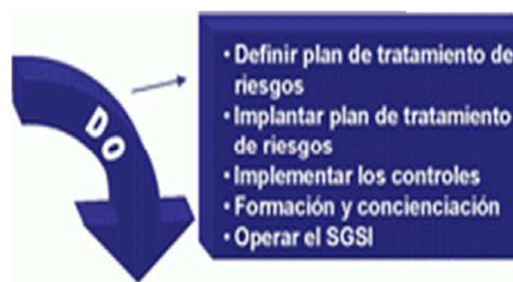 DO
• Definir plan de tratamiento de
riesgos
• Implantar plan de tratamiento
de riesgos
• Implementar los controles
• Formación y concienciación
• Operar el SGSI